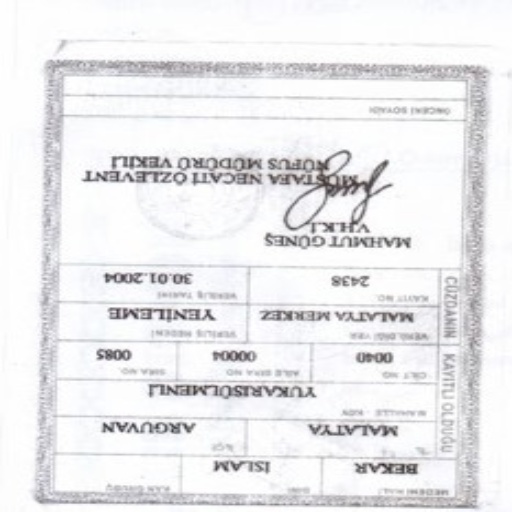 MEDENİ HALİ DİNİ KAN GRUBU
BEKAR İSLAM
İL İLÇE
MALATYA ARGUVAN
MAHALLE - KÖY
YUKARISÜLMENLİ
CİLT NO AİLE SIRA NO SIRA NO
0040 00004 0085
VERİLDİĞİ YER VERİLİŞ NEDENİ
MALATYA MERKEZ YENİLEME
KAYIT NO. VERİLİŞ TARİHİ
2438 30.01.2004
CÜZDANIN KAYITLI OLDUĞU
MAHMUT GÜNEŞ
V.H.K.İ.
MUSTAFA NECATİ ÖZLEVENT
NÜFUS MÜDÜRÜ VEKİLİ
ÖNCEKİ SOYADI